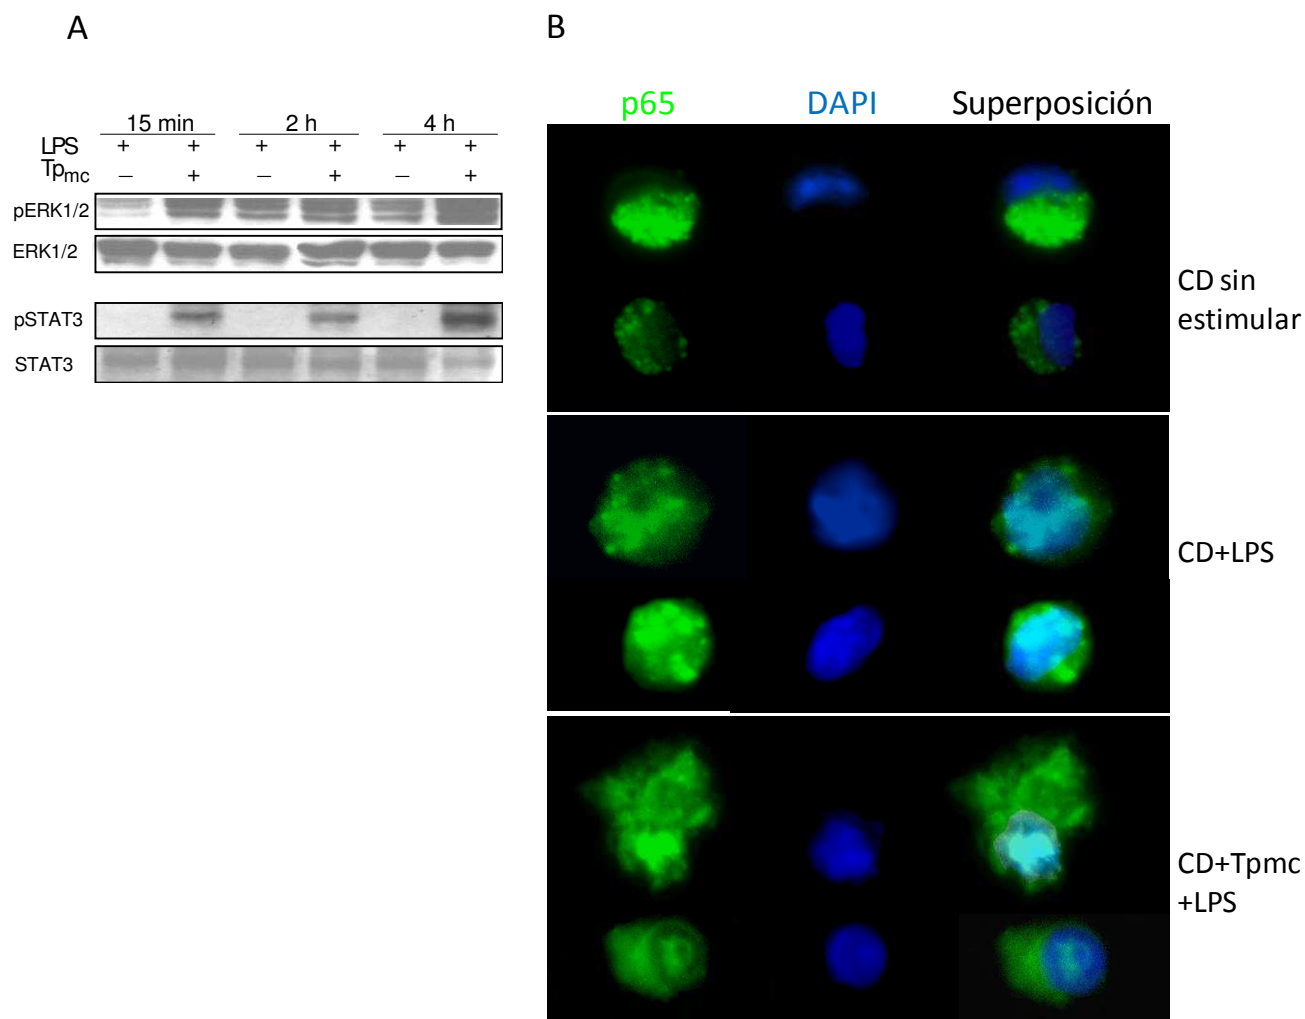 A
B
15 min 2 h 4 h
LPS + + + + + +
Tpmc – + – + – +
pERK1/2
ERK1/2
pSTAT3
STAT3
p65 DAPI Superposición
CD sin
estimular
CD+LPS
CD+Tpmc
+LPS